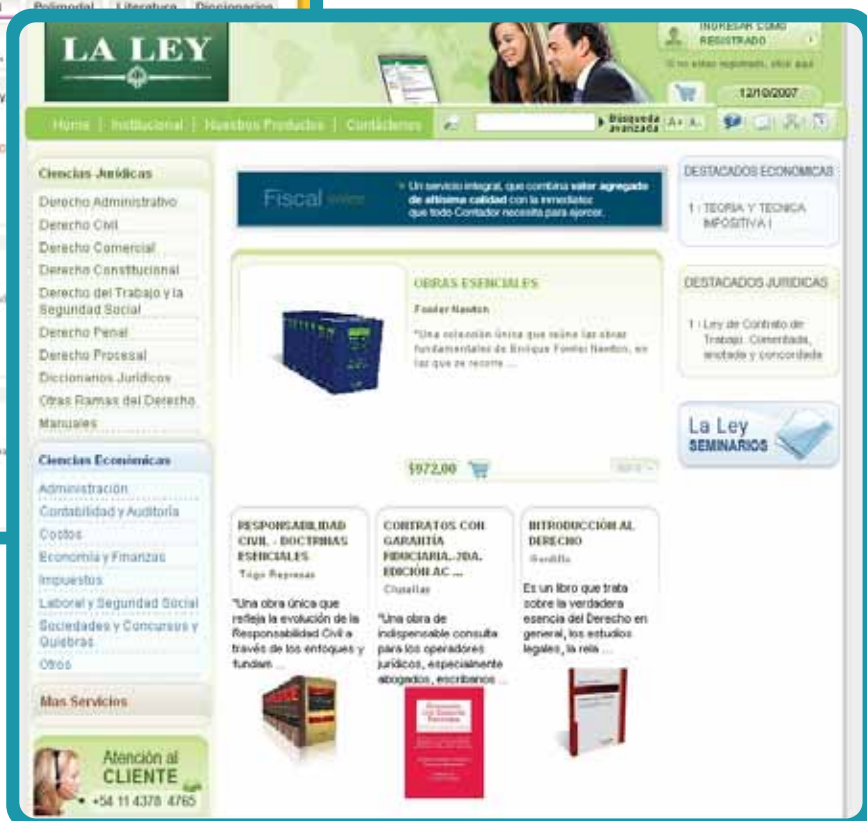 Polimodal Literatura Diccionarios
LA LEY
INGRESAR COMO
REGISTRADO
Si no estas registrado, click aquí
12/10/2007
Home | Institucional | Nuestros Productos | Contáctenos
Búsqueda
avanzada
A+ A-
Ciencias Jurídicas
Derecho Administrativo
Derecho Civil
Derecho Comercial
Derecho Constitucional
Derecho del Trabajo y la
Seguridad Social
Derecho Penal
Derecho Procesal
Diccionarios Jurídicos
Otras Ramas del Derecho
Manuales
Ciencias Económicas
Administración
Contabilidad y Auditoría
Costos
Economía y Finanzas
Impuestos
Laboral y Seguridad Social
Sociedades y Concursos y
Quiebras
Otros
Mas Servicios
Atención al
CLIENTE
+54 11 4378 4765
Fiscal
Un servicio integral, que combina valor agregado
de altísima calidad con la inmediatez
que todo Contador necesita para ejercer.
OBRAS ESENCIALES
Fowler Newton
"Una colección única que reúne las obras
fundamentales de Enrique Fowler Newton, en
las que se recorre ...
$972,00
RESPONSABILIDAD
CIVIL - DOCTRINAS
ESENCIALES
Trigo Represas
"Una obra única que
refleja la evolución de la
Responsabilidad Civil a
través de los enfoques y
fundam ...
CONTRATOS CON
GARANTÍA
FIDUCIARIA..2DA.
EDICIÓN AC ...
"Una obra de
indispensable consulta
para los operadores
jurídicos, especialmente
abogados, escribanos ...
INTRODUCCIÓN AL
DERECHO
Gordillo
Es un libro que trata
sobre la verdadera
esencia del Derecho en
general, los estudios
legales, la rela ...
DESTACADOS ECONOMICAS
1 : TEORIA Y TECNICA
IMPOSITIVA I
DESTACADOS JURIDICAS
1 : Ley de Contrato de
Trabajo. Comentada,
anotada y concordada
La Ley
SEMINARIOS